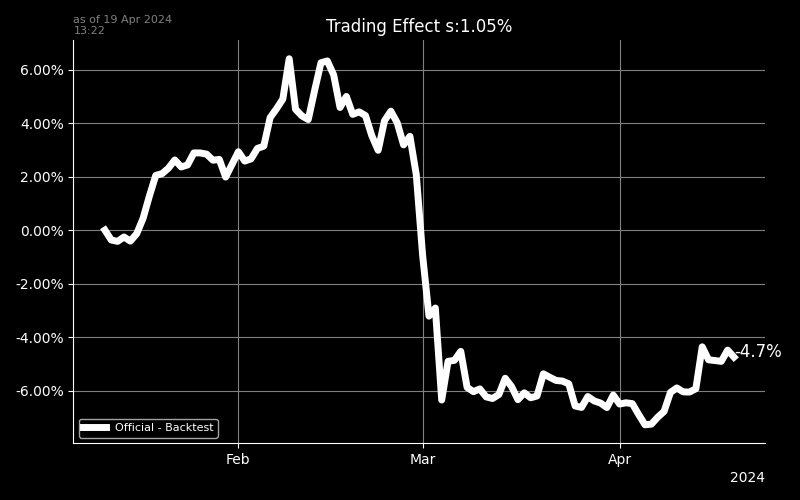 as of 19 Apr 2024
13:22
Trading Effect s:1.05%
6.00%
4.00%
2.00%
0.00%
-2.00%
-4.00%
-6.00%
-4.7%
Official - Backtest
Feb
Mar
Apr
2024